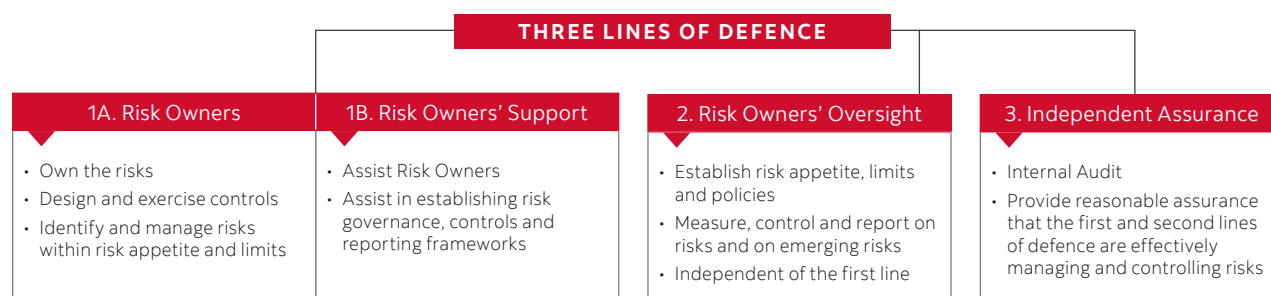 THREE LINES OF DEFENCE
1A. Risk Owners
• Own the risks
• Design and exercise controls
• Identify and manage risks
within risk appetite and limits
1B. Risk Owners' Support
• Assist Risk Owners
• Assist in establishing risk
governance, controls and
reporting frameworks
2. Risk Owners' Oversight
• Establish risk appetite, limits
and policies
• Measure, control and report on
risks and on emerging risks
• Independent of the first line
3. Independent Assurance
• Internal Audit
• Provide reasonable assurance
that the first and second lines
of defence are effectively
managing and controlling risks